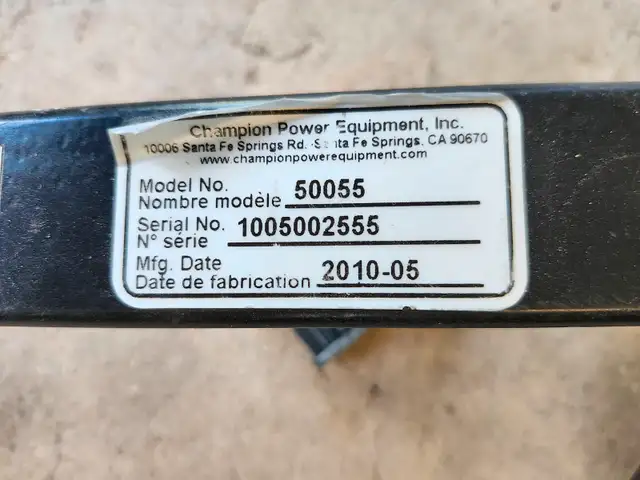 Champion Power Equipment, Inc.
10006 Santa Fe Springs Rd. Santa Fe Springs, CA 90670
www.championpowerequipment.com
Model No.
Nombre modèle 50055
Serial No. 1005002555
N° série
Mfg. Date 2010-05
Date de fabrication